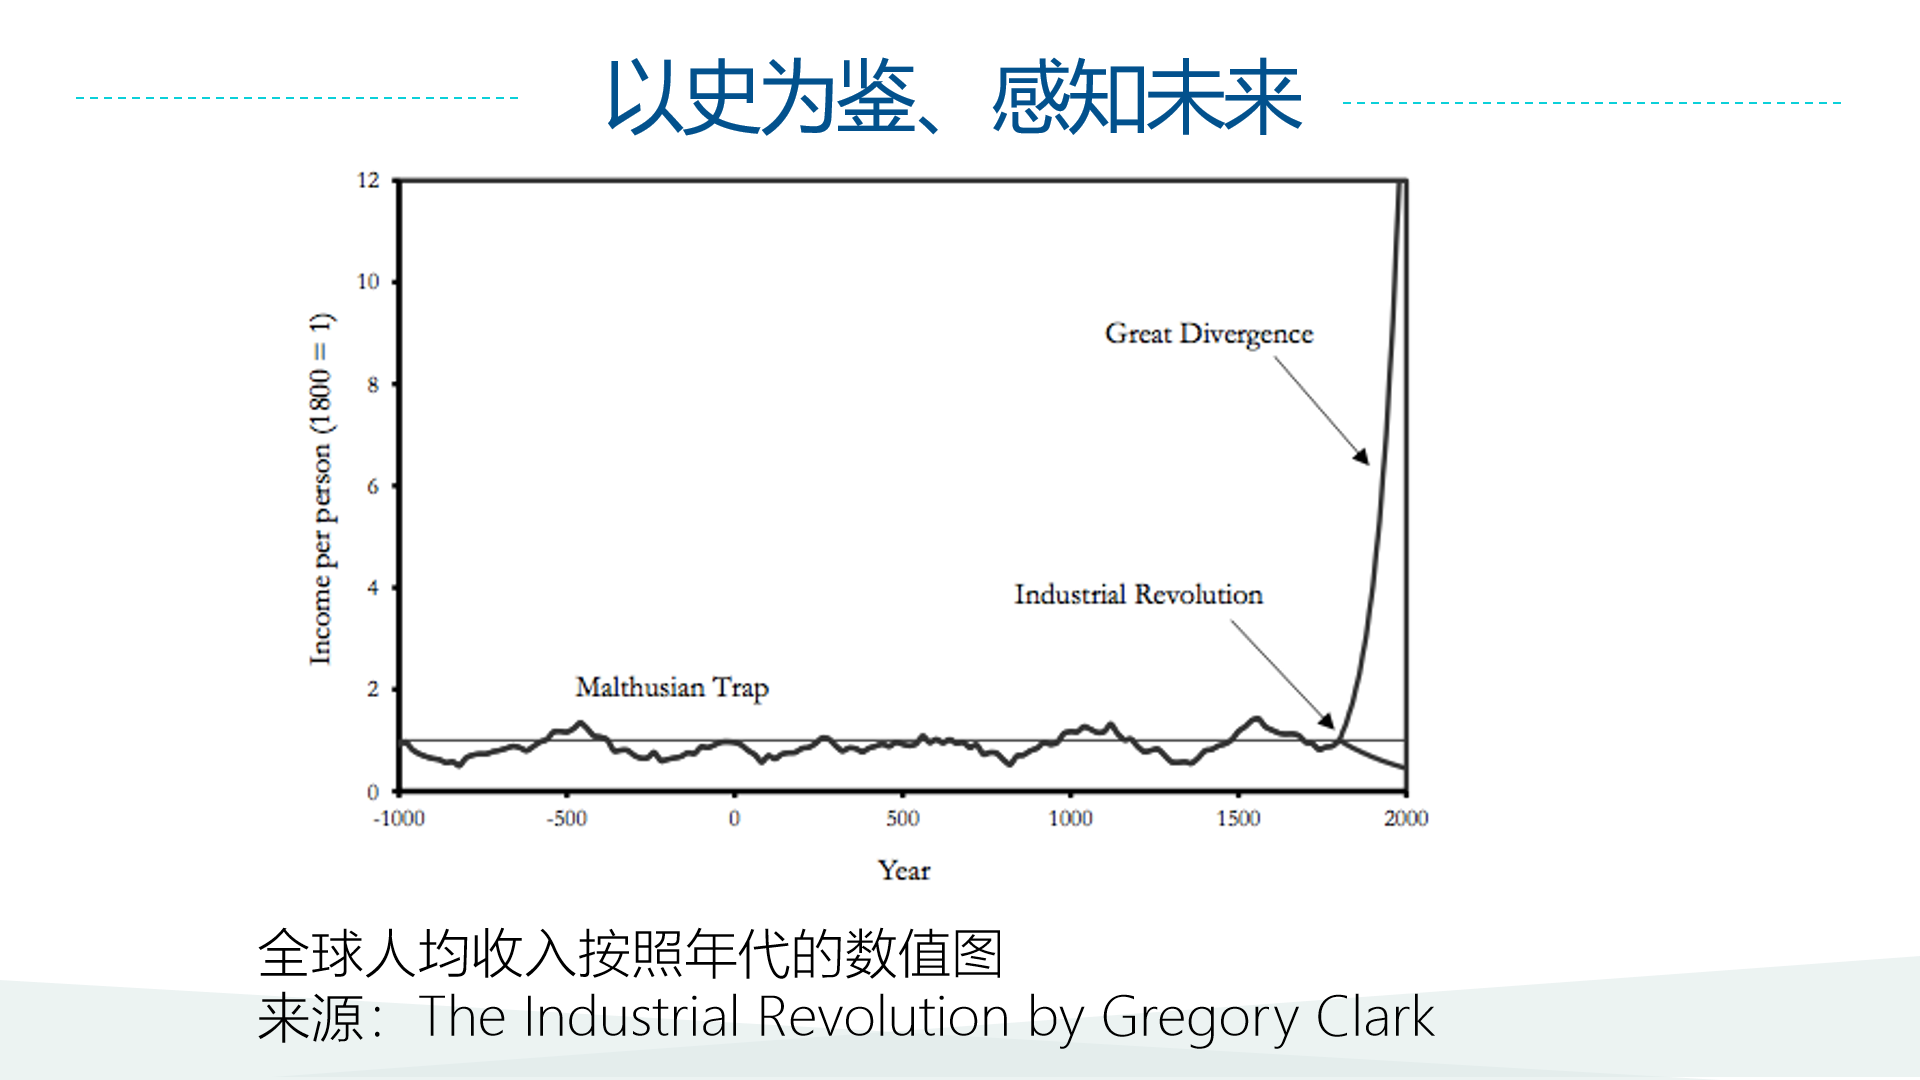 以史为鉴、感知未来
12
10
8
6
4
2
0
Income per person (1800 = 1)
Great Divergence
Industrial Revolution
Malthusian Trap
-1000 -500 0 500 1000 1500 2000
Year
全球人均收入按照年代的数值图
来源：The Industrial Revolution by Gregory Clark